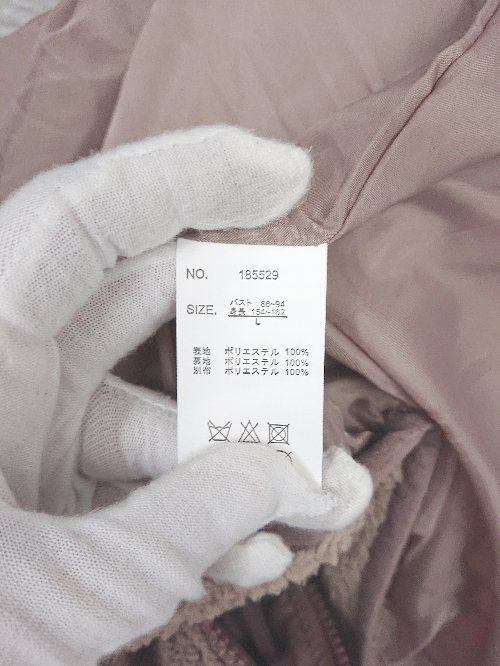 NO. 185529
SIZE. バスト 86~94
身長 154~162
L
表地 ポリエステル 100%
裏地 ポリエステル 100%
別布 ポリエステル 100%